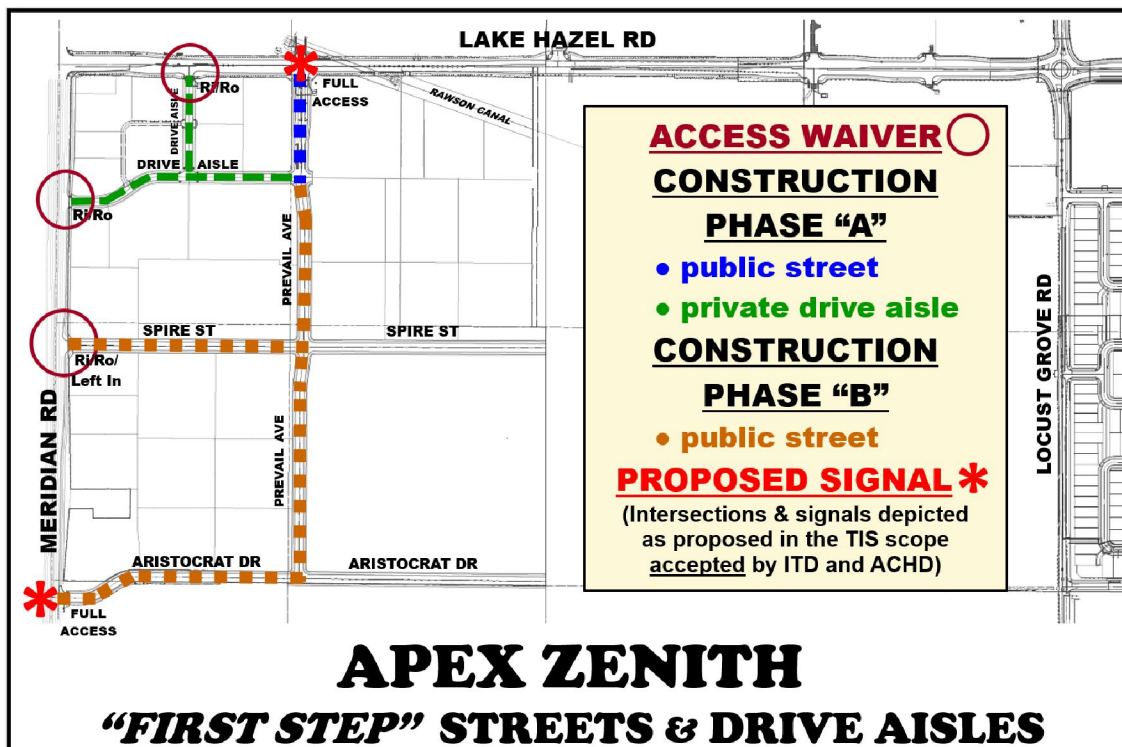 LAKE HAZEL RD
Ri/Ro
FULL
ACCESS
RAWSON CANAL
DRIVE AISLE
DRIVE AISLE
Ri/Ro
PREVAIL AVE
SPIRE ST
SPIRE ST
Ri/Ro/
Left In
MERIDIAN RD
PREVAIL AVE
ARISTOCRAT DR
ARISTOCRAT DR
FULL
ACCESS
LOCUST GROVE RD
ACCESS WAIVER
CONSTRUCTION
PHASE “A”
• public street
• private drive aisle
CONSTRUCTION
PHASE “B”
• public street
PROPOSED SIGNAL *
(Intersections & signals depicted
as proposed in the TIS scope
accepted by ITD and ACHD)
APEX ZENITH
“FIRST STEP” STREETS & DRIVE AISLES